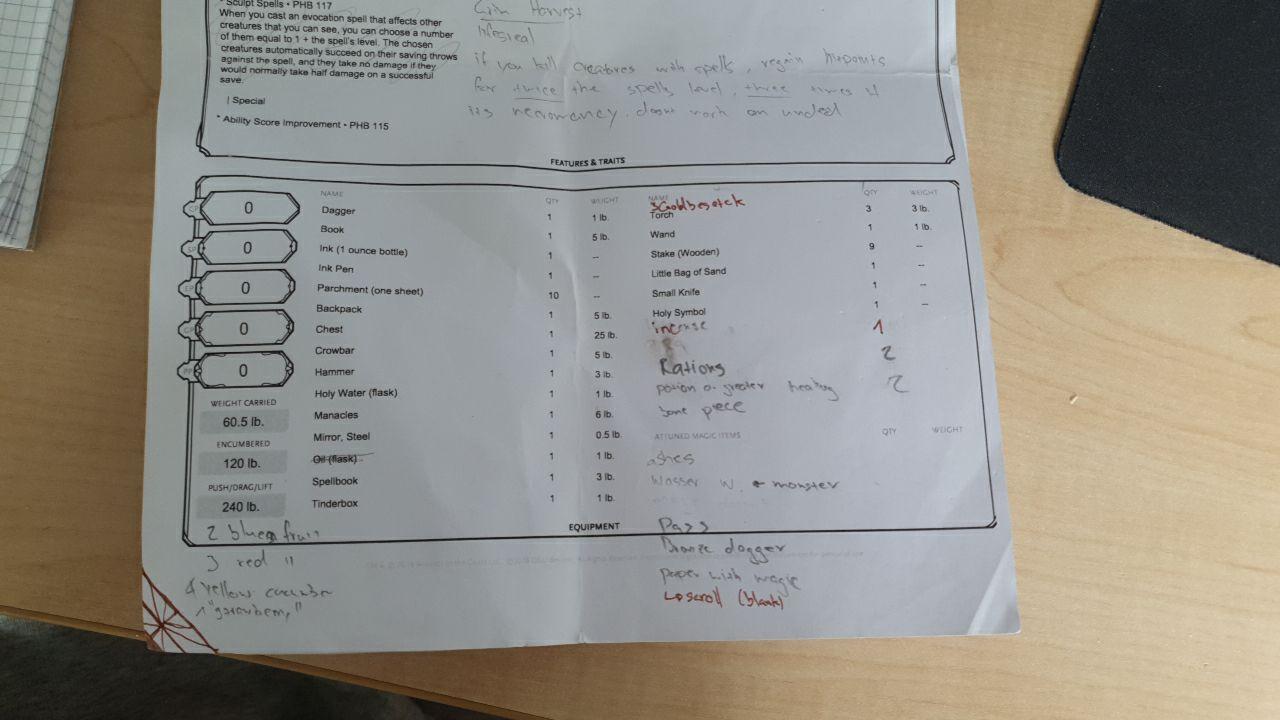 * Sculpt Spells • PHB 117
When you cast an evocation spell that affects other
creatures that you can see, you can choose a number
of them equal to 1 + the spell's level. The chosen
creatures automatically succeed on their saving throws
against the spell, and they take no damage if they
would normally take half damage on a successful
save.
| Special
* Ability Score Improvement • PHB 115
Grim Harvest
if you kill creatures with spells, regain hitpoints
for twice the spells level, three times if
its necromancy. doesnt work on
FEATURES & TRAITS
CP 0
SP 0
EP 0
GP 0
PP 0
WEIGHT CARRIED
60.5 lb.
ENCUMBERED
120 lb.
PUSH/DRAG/LIFT
240 lb.
NAME QTY WEIGHT
Dagger 1 1 lb.
Book 1 5 lb.
Ink (1 ounce bottle) 1 --
Ink Pen 1 --
Parchment (one sheet) 10 --
Backpack 1 5 lb.
Chest 1 25 lb.
Crowbar 1 5 lb.
Hammer 1 3 lb.
Holy Water (flask) 1 1 lb.
Manacles 1 6 lb.
Mirror, Steel 1 0.5 lb.
Oil (flask) 1 1 lb.
Spellbook 1 3 lb.
Tinderbox 1 1 lb.
NAME QTY WEIGHT
Torch 3 3 lb.
Wand 1 1 lb.
Stake (Wooden) 9 --
Little Bag of Sand 1 --
Small Knife 1 --
Holy Symbol 1 --
incense 1
Rations 2
potion o. greater healing 2
bone piece
ATTUNED MAGIC ITEMS QTY WEIGHT
ashes
Wasser w. monster
EQUIPMENT
Pass
Bronze dagger
paper with magic
scroll (blank)
2 blue fruit
3 red "
4 yellow
1